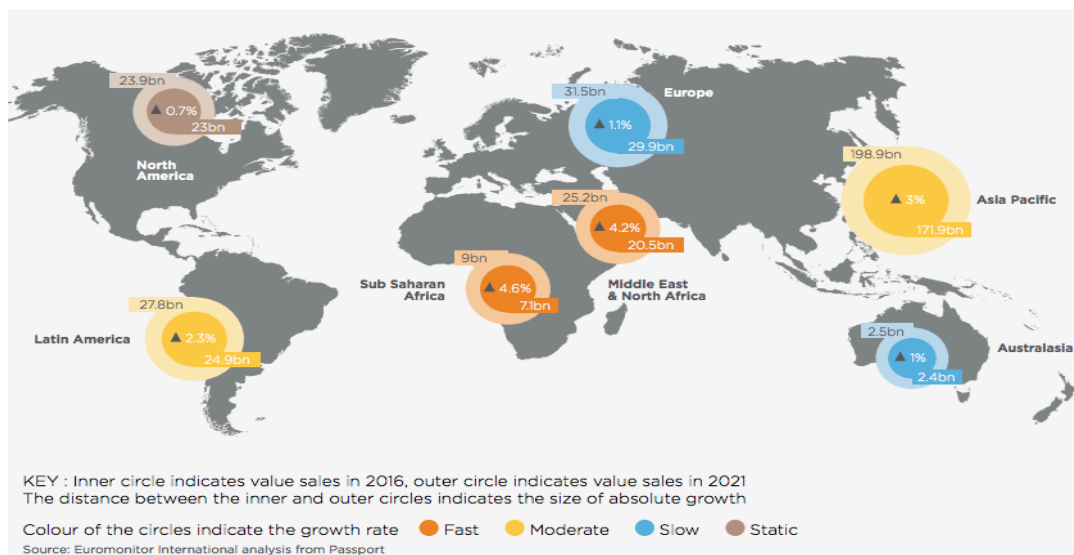 23.9bn
0.7%
23bn
North
America
31.5bn
Europe
1.1%
29.9bn
198.9bn
3%
Asia Pacific
171.9bn
25.2bn
4.2%
20.5bn
Middle East
& North Africa
9bn
Sub Saharan
Africa
4.6%
7.1bn
27.8bn
Latin America
2.3%
24.9bn
2.5bn
Australasia
1%
2.4bn
KEY : Inner circle indicates value sales in 2016, outer circle indicates value sales in 2021
The distance between the inner and outer circles indicates the size of absolute growth
Colour of the circles indicate the growth rate Fast Moderate Slow Static
Source: Euromonitor International analysis from Passport